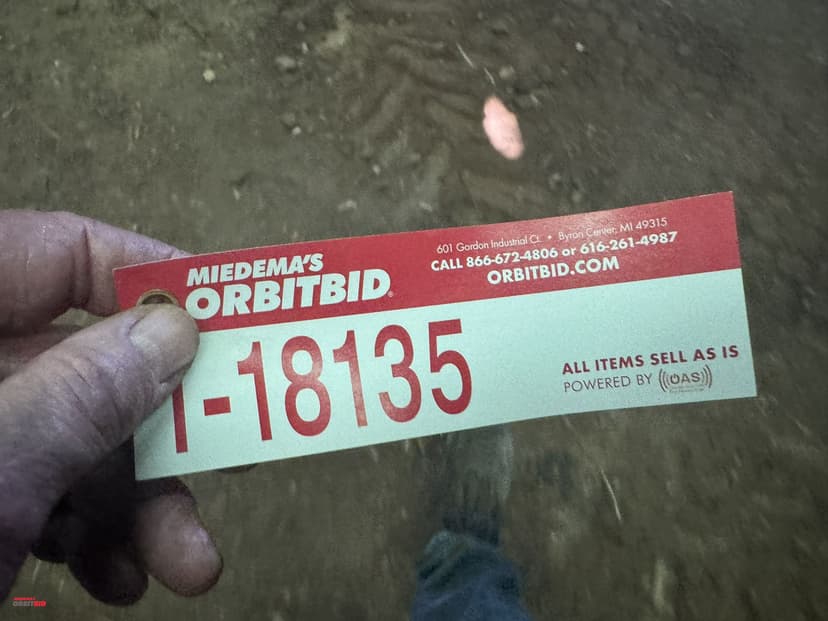 MIEDEMA'S
ORBITBID®
601 Gordon Industrial Ct. • Byron Center, MI 49315
CALL 866-672-4806 or 616-261-4987
ORBITBID.COM
1-18135
ALL ITEMS SELL AS IS
POWERED BY ((OAS))
ORBITBID